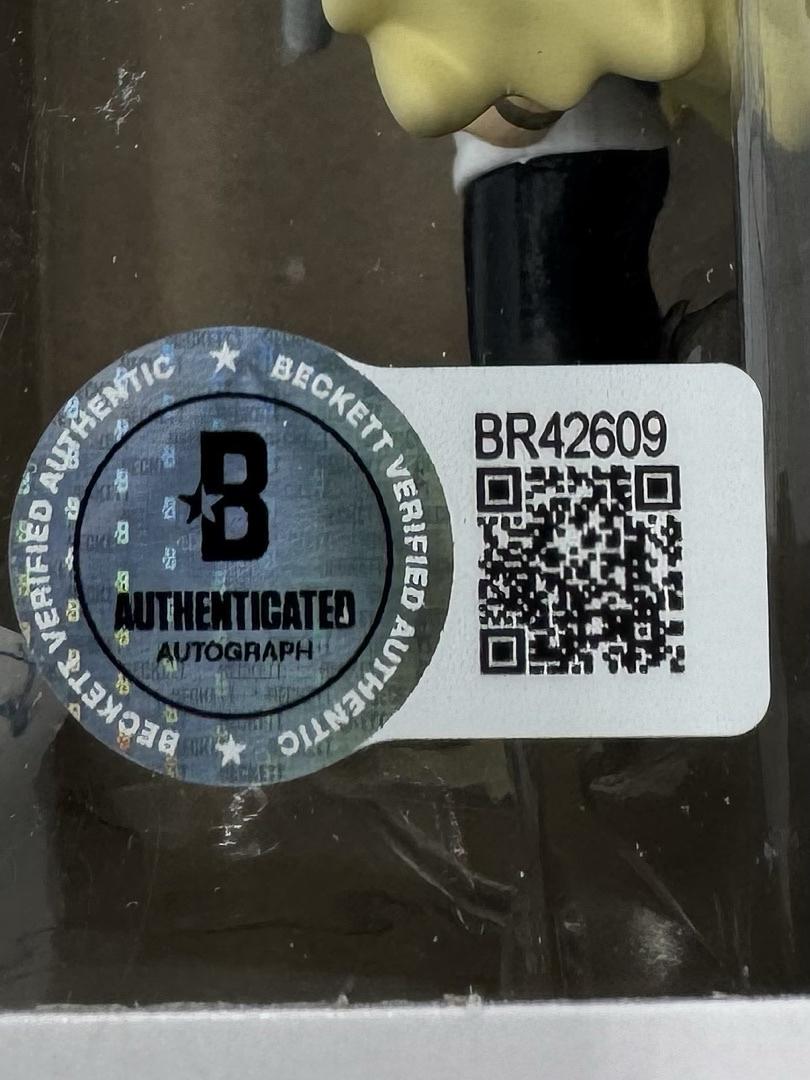 BECKETT VERIFIED AUTHENTIC
BECKETT VERIFIED AUTHENTIC
B
AUTHENTICATED
AUTOGRAPH
BR42609